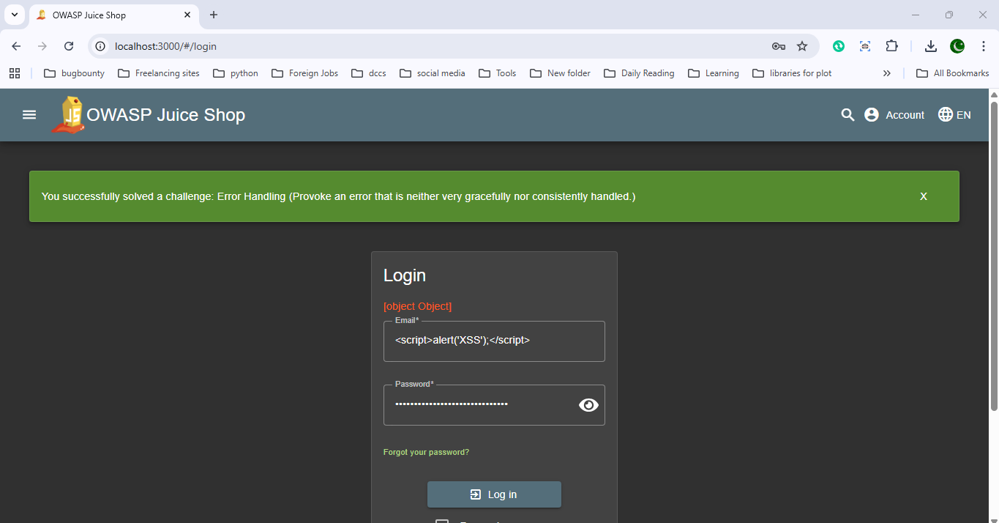 OWASP Juice Shop
localhost:3000/#/login
bugbounty
Freelancing sites
python
Foreign Jobs
dccs
social media
Tools
New folder
Daily Reading
Learning
libraries for plot
All Bookmarks
JS
OWASP Juice Shop
Account
EN
You successfully solved a challenge: Error Handling (Provoke an error that is neither very gracefully nor consistently handled.)
X
Login
[object Object]
Email*
<script>alert('XSS');</script>
Password*
Forgot your password?
Log in